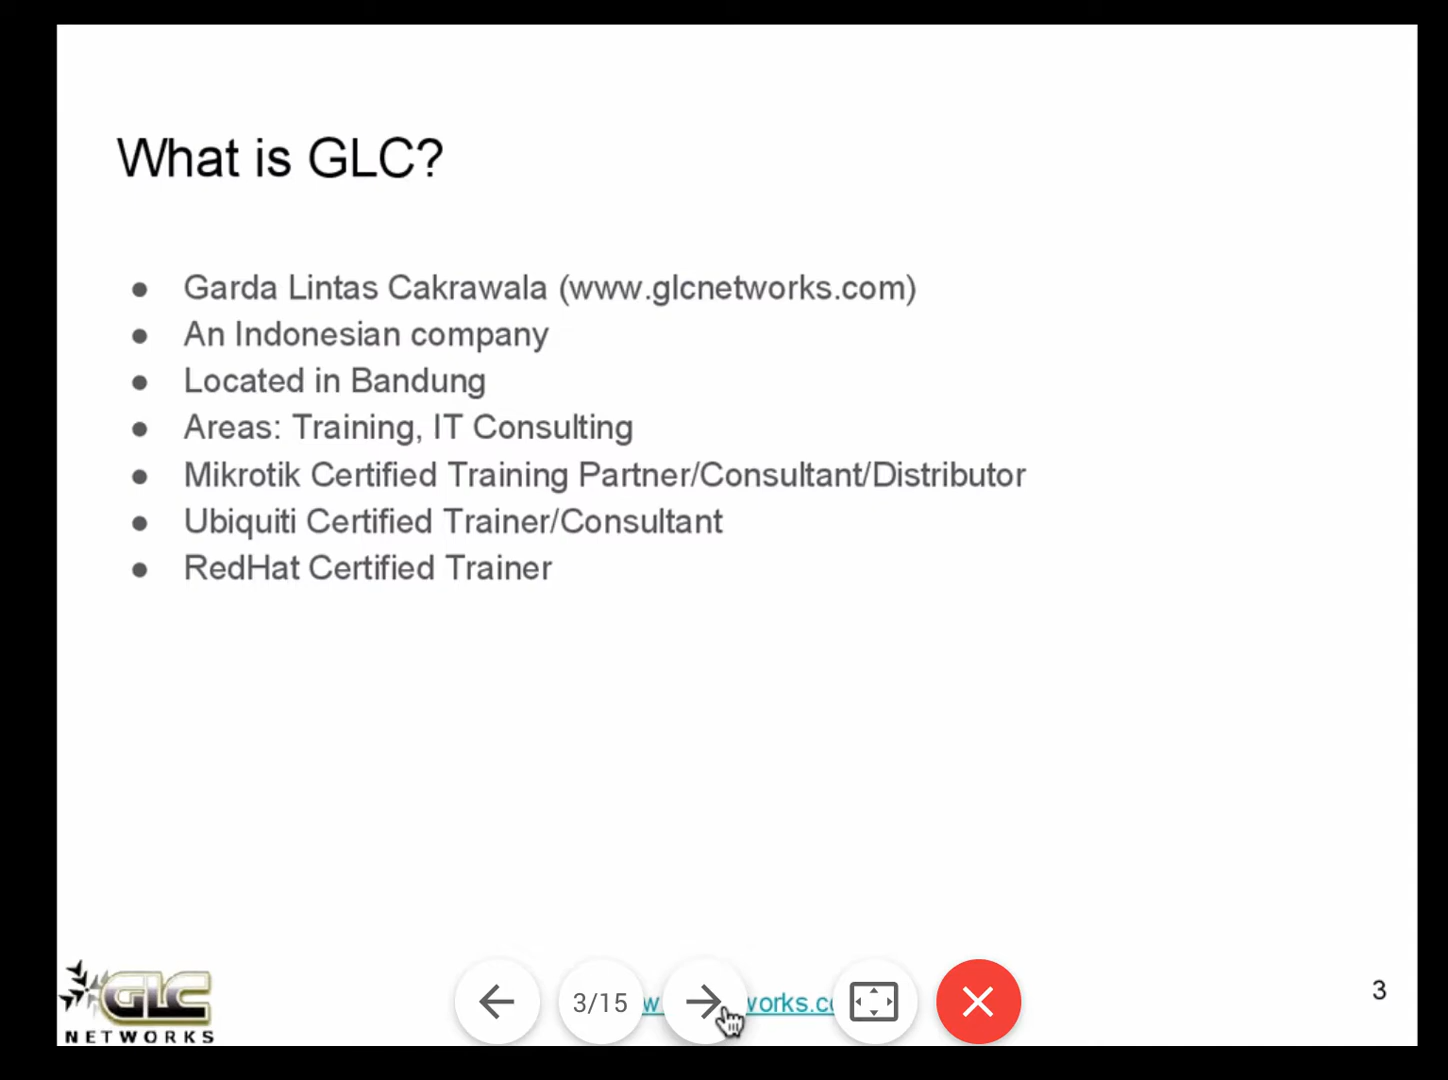 What is GLC?
Garda Lintas Cakrawala (www.glcnetworks.com)
An Indonesian company
Located in Bandung
Areas: Training, IT Consulting
Mikrotik Certified Training Partner/Consultant/Distributor
Ubiquiti Certified Trainer/Consultant
RedHat Certified Trainer
GLC
NETWORKS
3/15
3